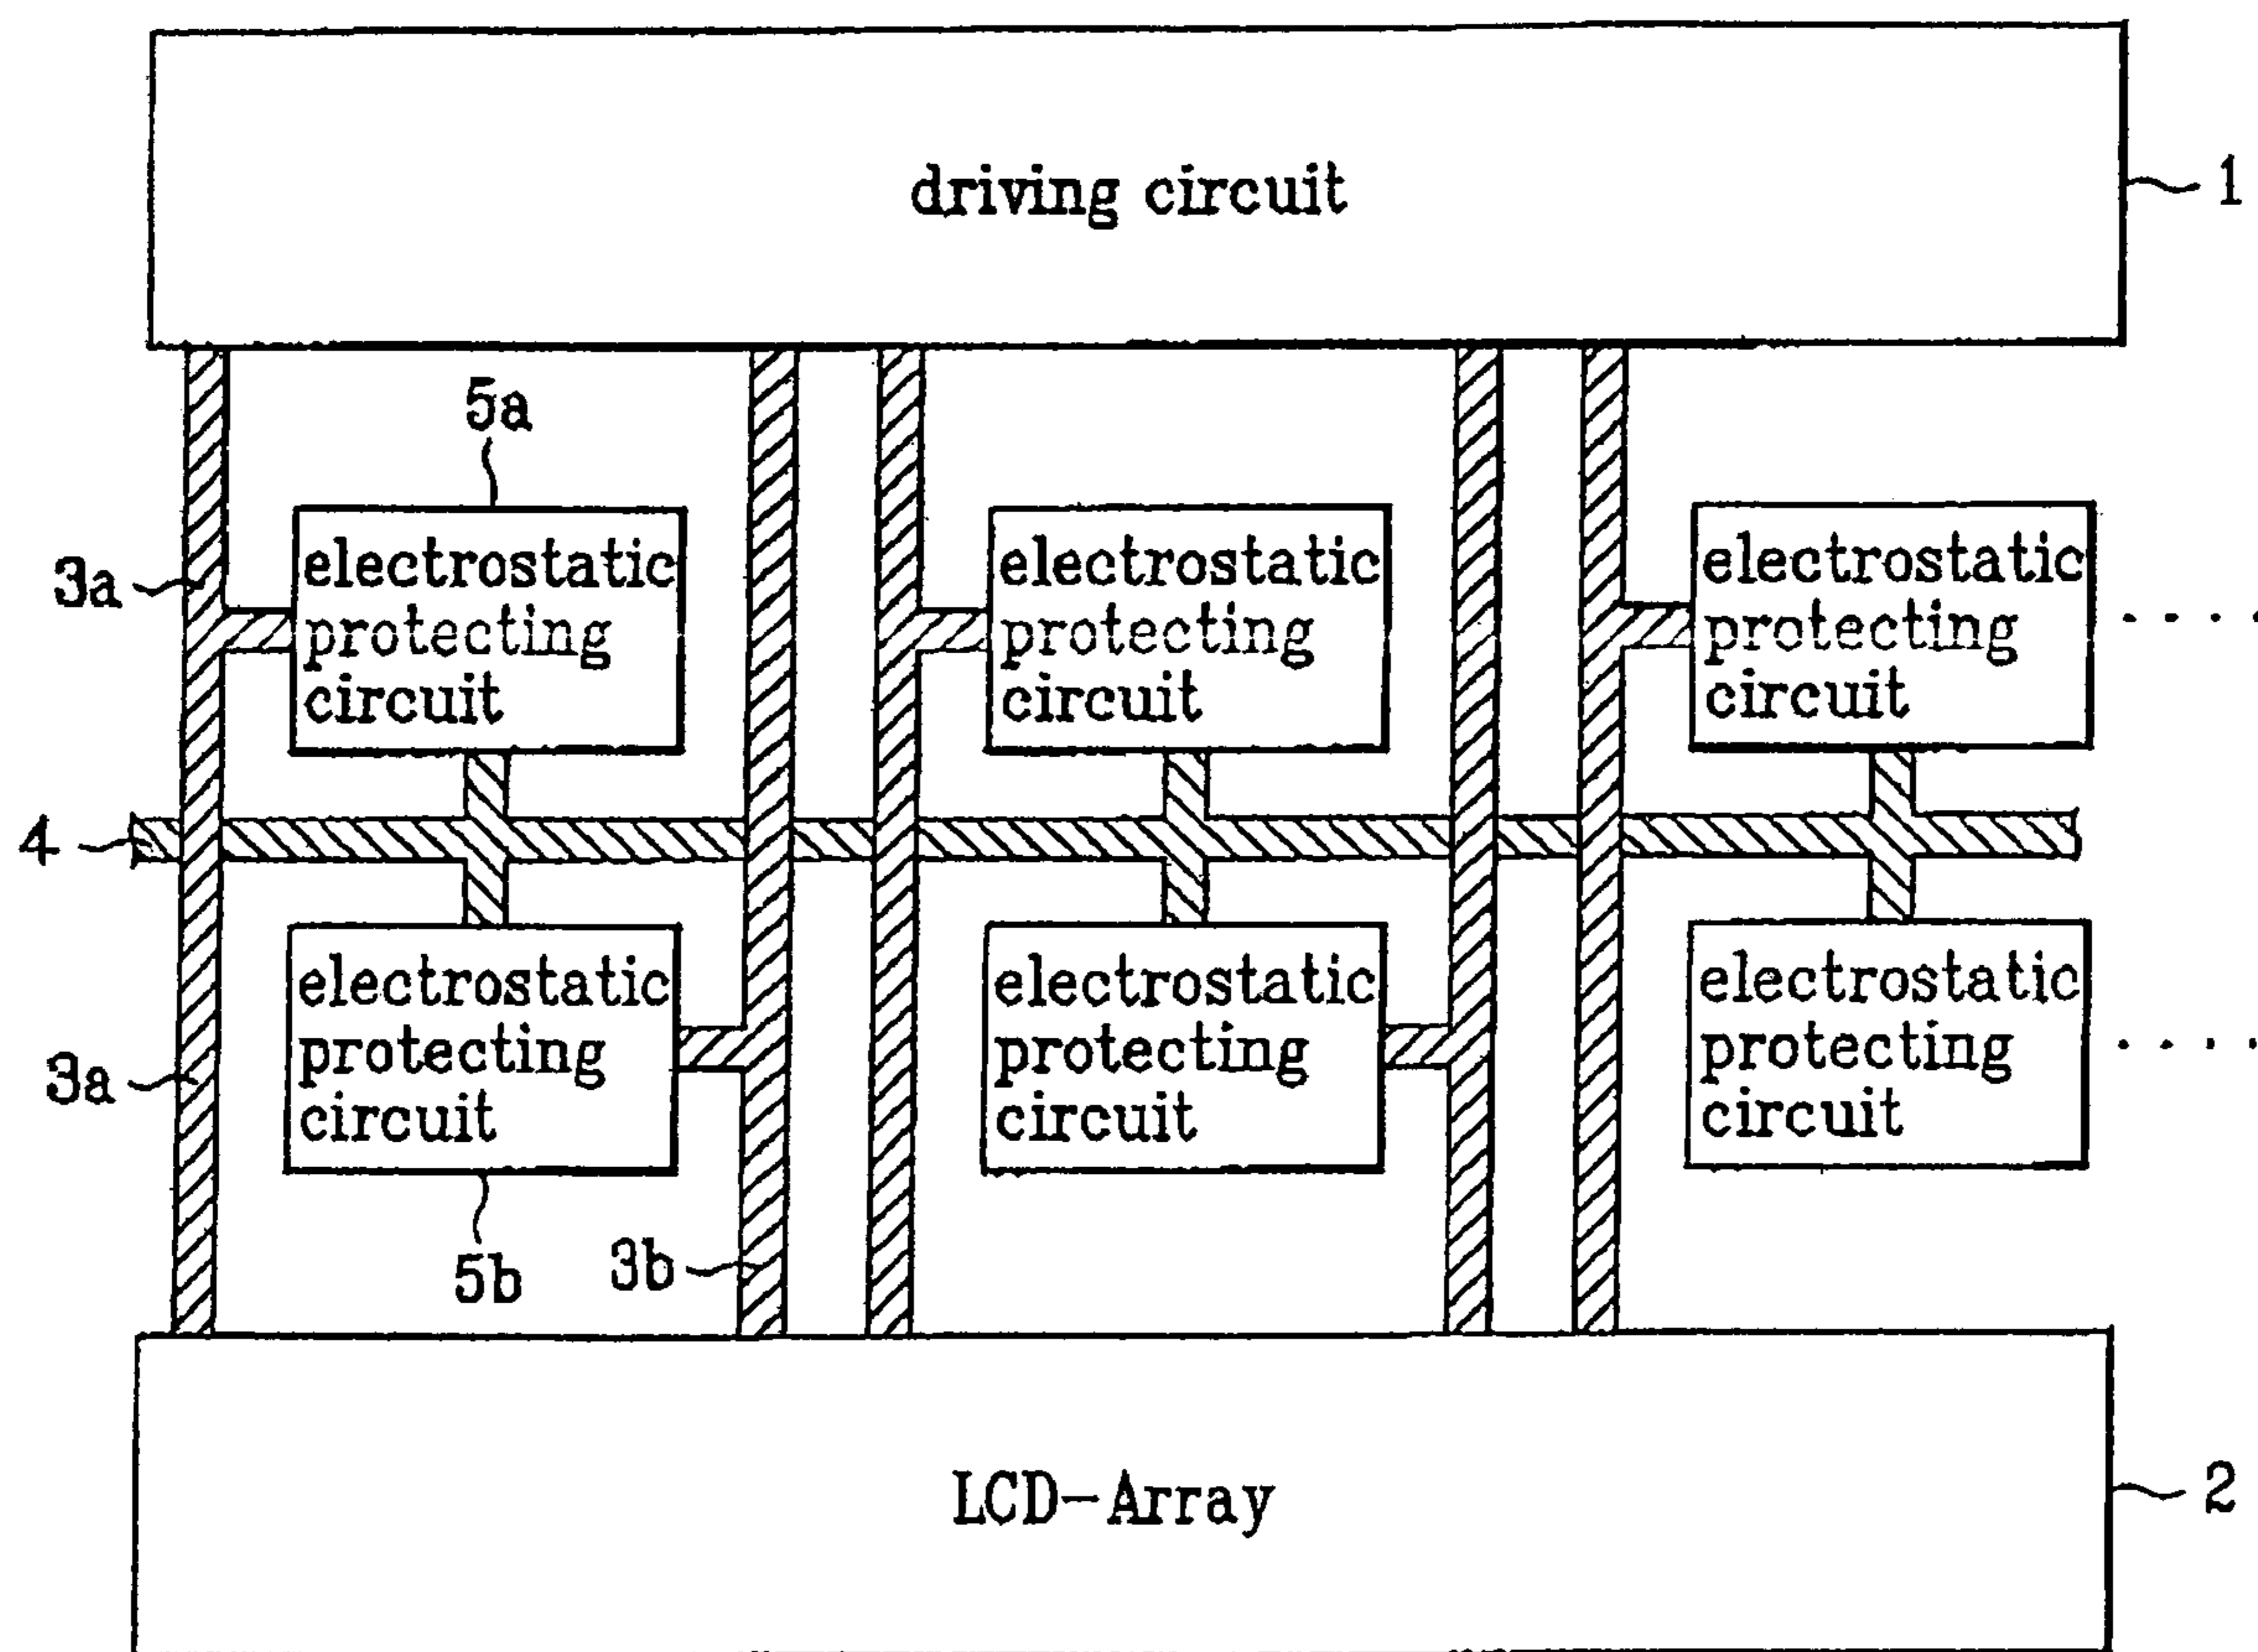 driving circuit
1
5a
3a
electrostatic
protecting
circuit
electrostatic
protecting
circuit
electrostatic
protecting
circuit
4
3a
electrostatic
protecting
circuit
electrostatic
protecting
circuit
electrostatic
protecting
circuit
5b
3b
LCD-Array
2